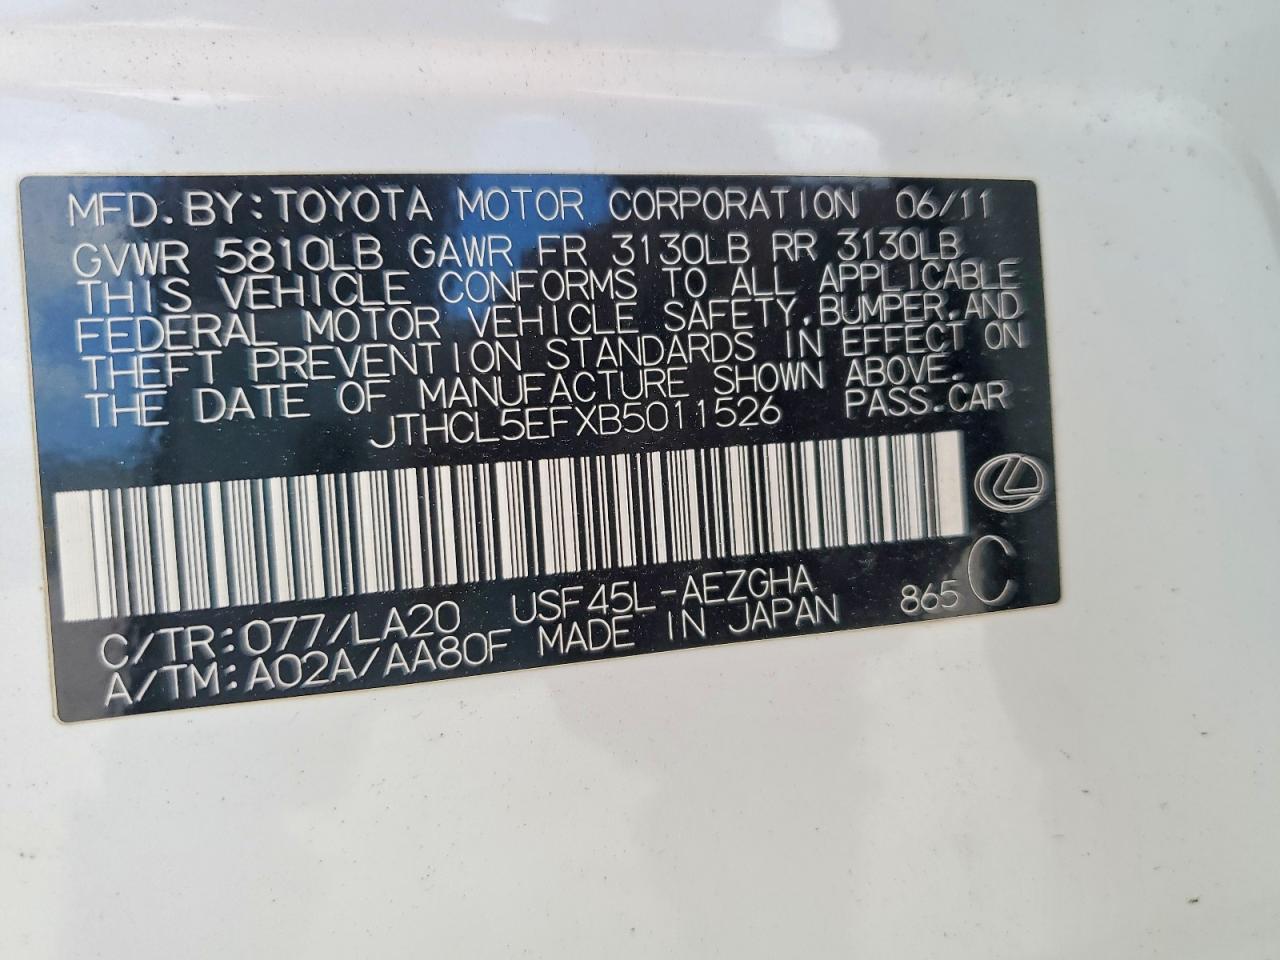 MFD. BY: TOYOTA MOTOR CORPORATION 06/11
GVWR 5810LB GAWR FR 3130LB RR 3130LB
THIS VEHICLE CONFORMS TO ALL APPLICABLE
FEDERAL MOTOR VEHICLE SAFETY, BUMPER, AND
THEFT PREVENTION STANDARDS IN EFFECT ON
THE DATE OF MANUFACTURE SHOWN ABOVE.
JTHCL5EFXB5011526 PASS. CAR
C/TR: 077/LA20 USF45L-AEZGHA 865 C
A/TM: A02A/AA80F MADE IN JAPAN